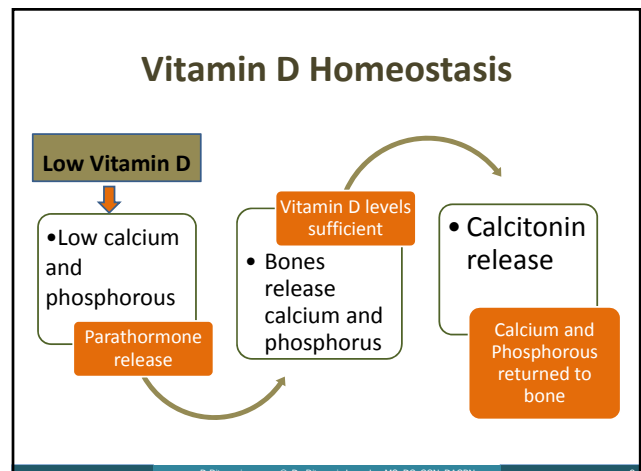 Vitamin D Homeostasis
Low Vitamin D
•Low calcium
and
phosphorous
Parathormone
release
Vitamin D levels
sufficient
• Bones
release
calcium and
phosphorus
• Calcitonin
release
Calcium and
Phosphorous
returned to
bone